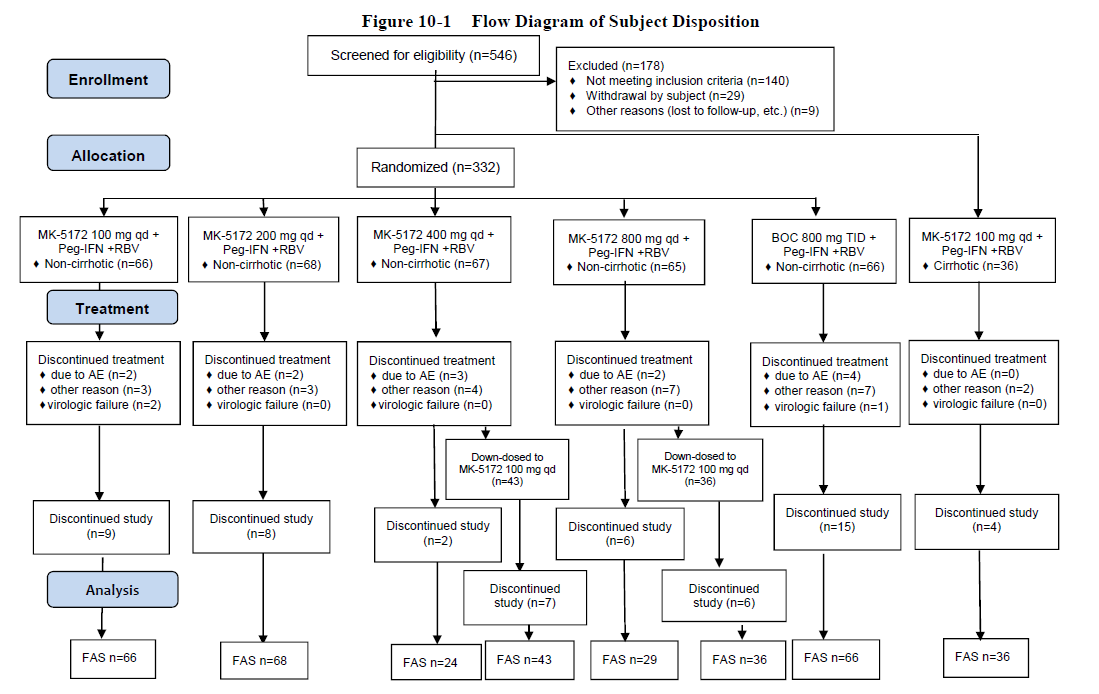 Figure 10-1 Flow Diagram of Subject Disposition
Screened for eligibility (n=546)
Enrollment
Excluded (n=178)
♦ Not meeting inclusion criteria (n=140)
♦ Withdrawal by subject (n=29)
♦ Other reasons (lost to follow-up, etc.) (n=9)
Allocation
Randomized (n=332)
MK-5172 100 mg qd +
Peg-IFN +RBV
♦ Non-cirrhotic (n=66)
MK-5172 200 mg qd +
Peg-IFN +RBV
♦ Non-cirrhotic (n=68)
MK-5172 400 mg qd +
Peg-IFN +RBV
♦ Non-cirrhotic (n=67)
MK-5172 800 mg qd +
Peg-IFN +RBV
♦ Non-cirrhotic (n=65)
BOC 800 mg TID +
Peg-IFN +RBV
♦ Non-cirrhotic (n=66)
MK-5172 100 mg qd +
Peg-IFN +RBV
♦ Cirrhotic (n=36)
Treatment
Discontinued treatment
♦ due to AE (n=2)
♦ other reason (n=3)
♦virologic failure (n=2)
Discontinued treatment
♦ due to AE (n=2)
♦ other reason (n=3)
♦ virologic failure (n=0)
Discontinued treatment
♦ due to AE (n=3)
♦ other reason (n=4)
♦virologic failure (n=0)
Discontinued treatment
♦ due to AE (n=2)
♦ other reason (n=7)
♦ virologic failure (n=0)
Discontinued treatment
♦ due to AE (n=4)
♦ other reason (n=7)
♦ virologic failure (n=1)
Discontinued treatment
♦ due to AE (n=0)
♦ other reason (n=2)
♦ virologic failure (n=0)
Down-dosed to
MK-5172 100 mg qd
(n=43)
Down-dosed to
MK-5172 100 mg qd
(n=36)
Discontinued study
(n=9)
Discontinued study
(n=8)
Discontinued study
(n=2)
Discontinued study
(n=6)
Discontinued study
(n=15)
Discontinued study
(n=4)
Analysis
Discontinued
study (n=7)
Discontinued
study (n=6)
FAS n=66
FAS n=68
FAS n=24
FAS n=43
FAS n=29
FAS n=36
FAS n=66
FAS n=36